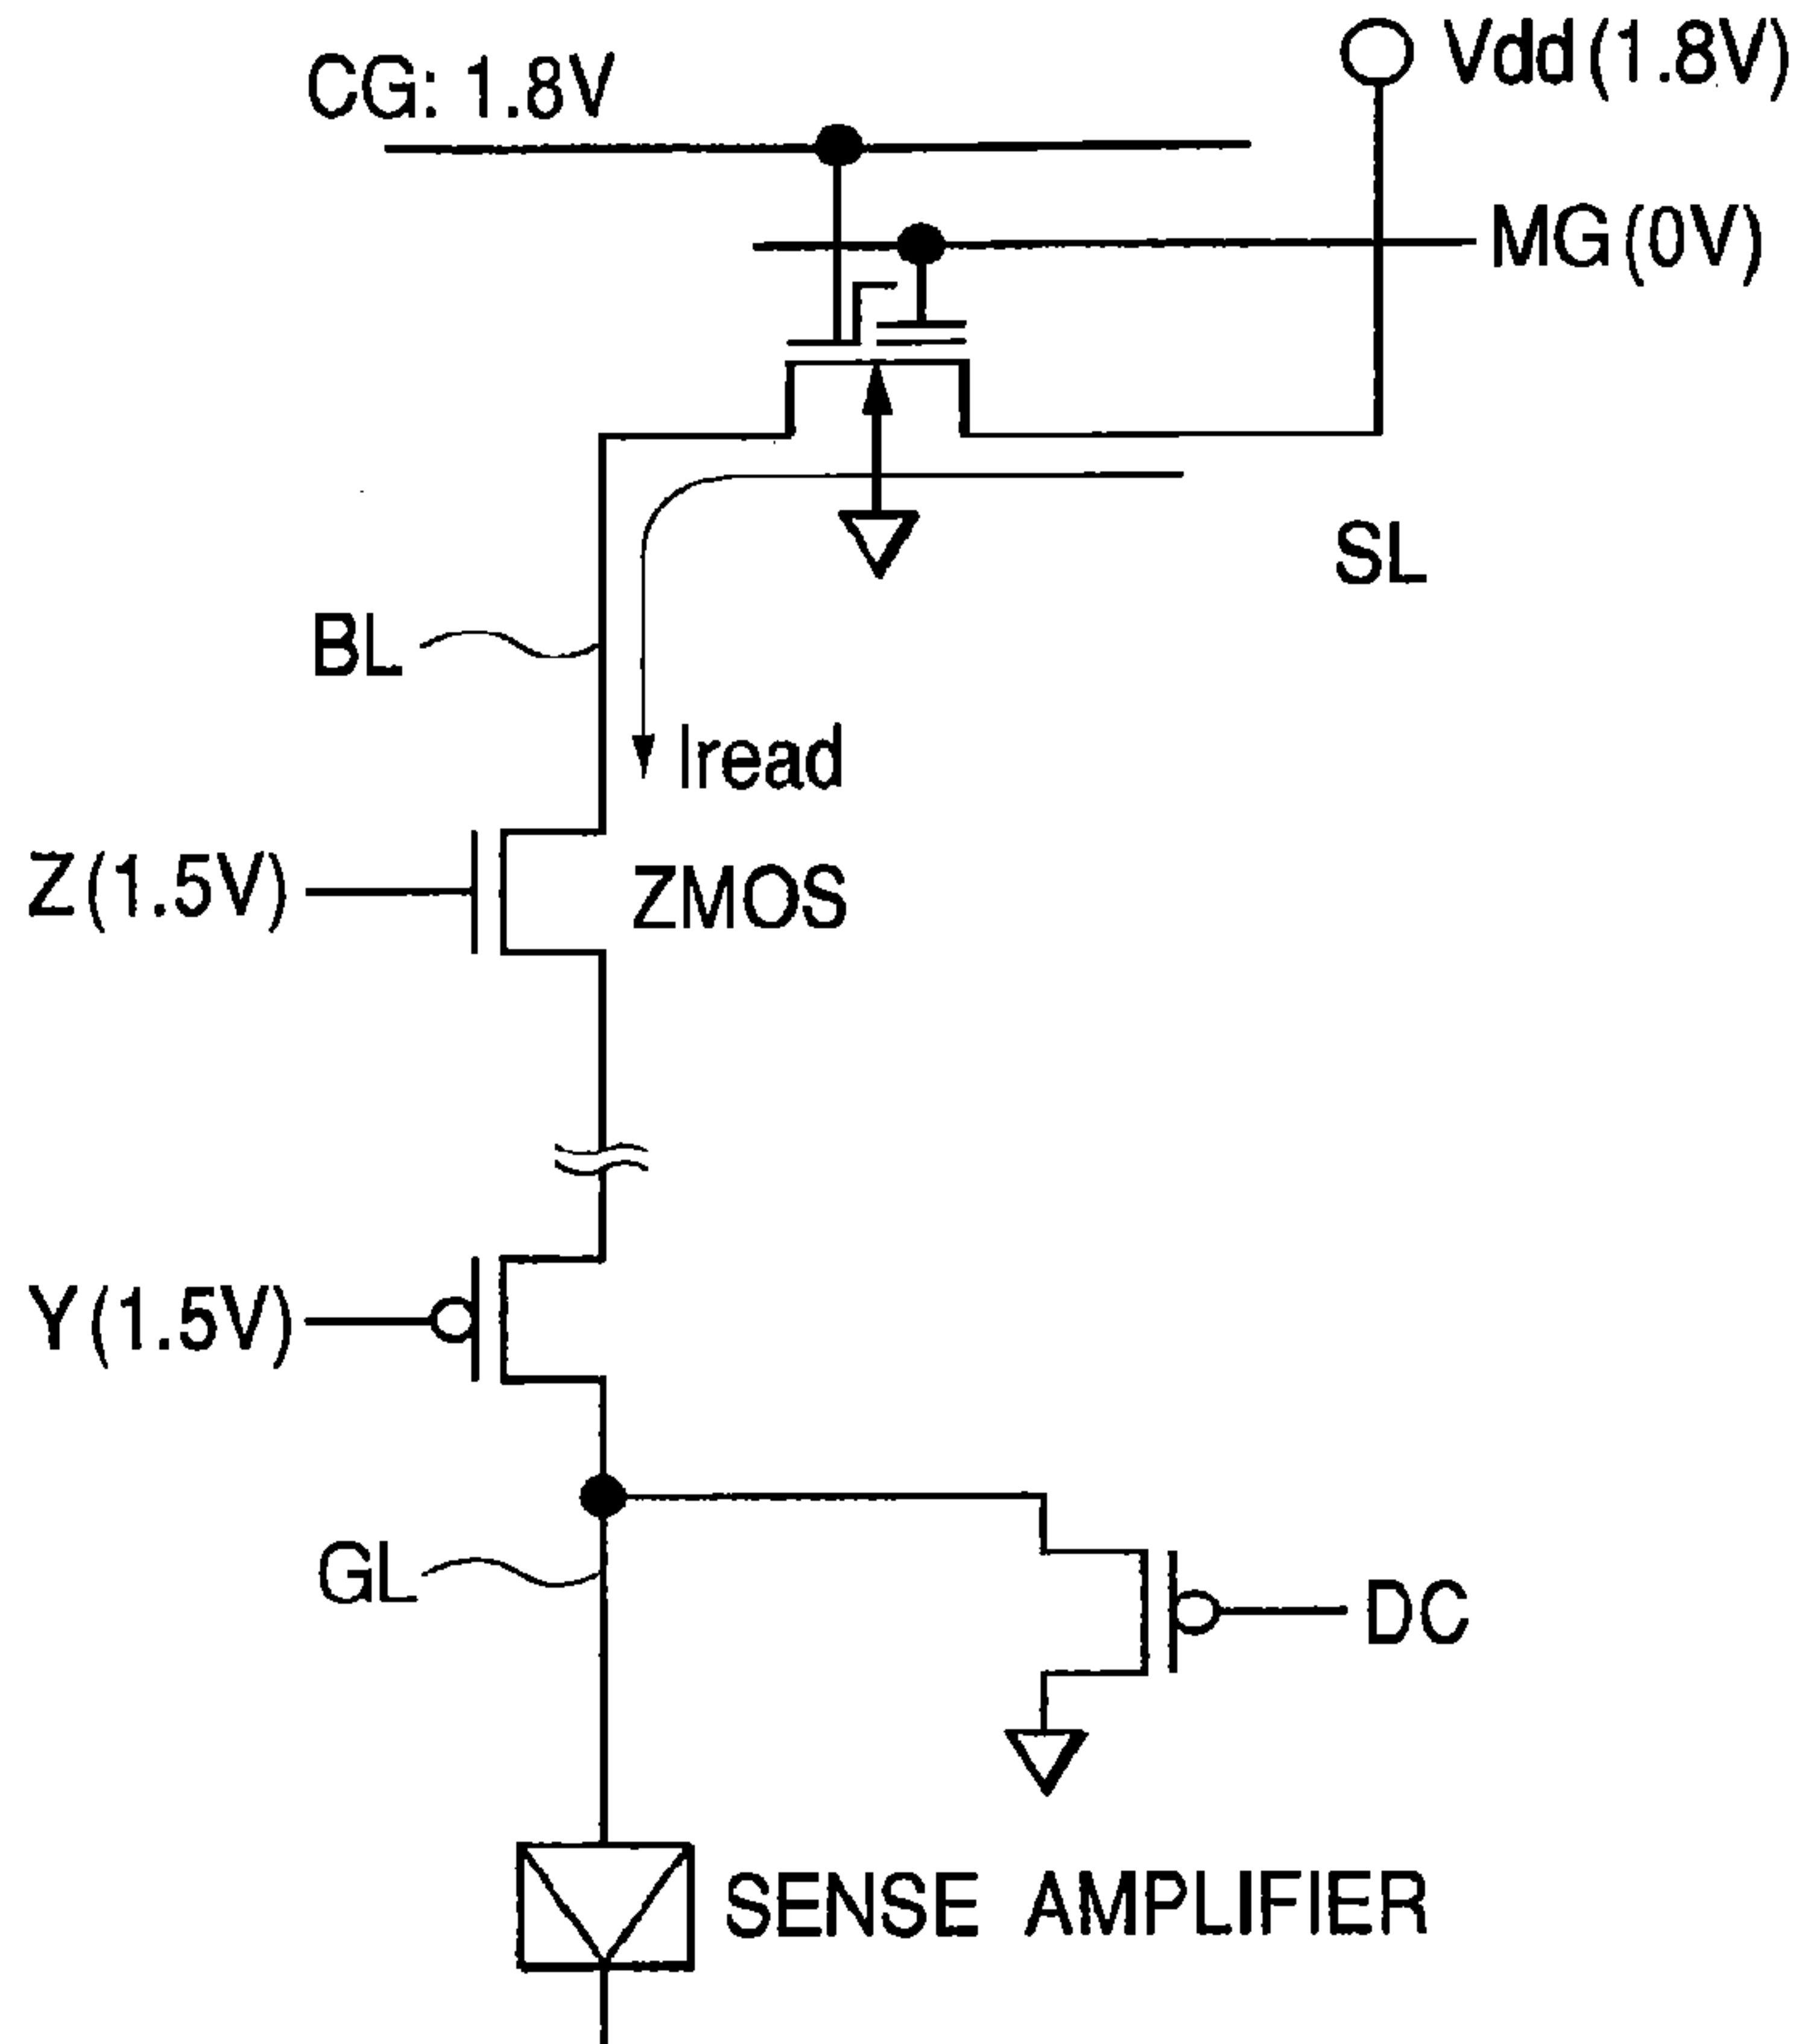 CG: 1.8V
Vdd(1.8V)
MG(0V)
SL
BL
Iread
Z(1.5V)
ZMOS
Y(1.5V)
GL
DC
SENSE AMPLIFIER